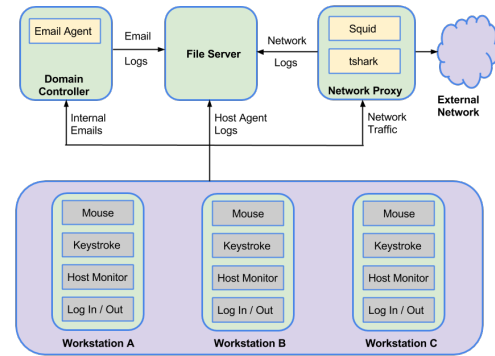 Email Agent
Domain
Controller
Email
Logs
File Server
Network
Logs
Squid
tshark
Network Proxy
External
Network
Internal
Emails
Host Agent
Logs
Network
Traffic
Mouse
Keystroke
Host Monitor
Log In / Out
Workstation A
Mouse
Keystroke
Host Monitor
Log In / Out
Workstation B
Mouse
Keystroke
Host Monitor
Log In / Out
Workstation C